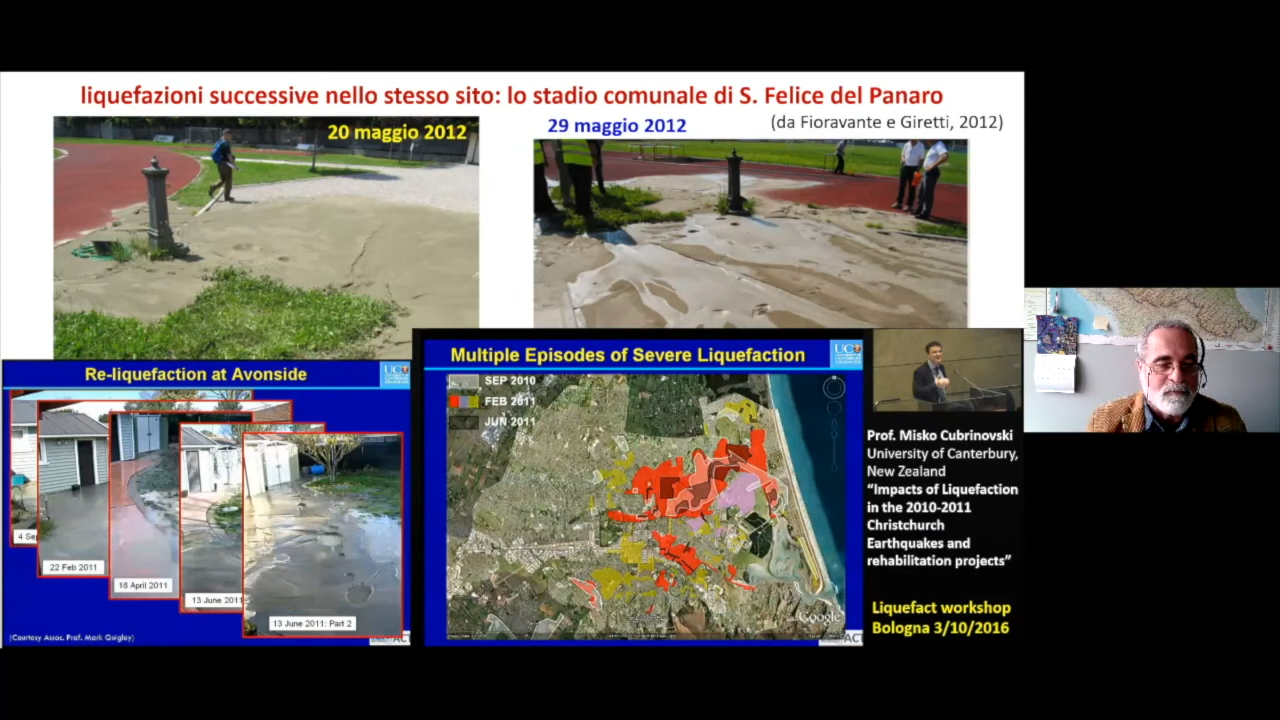 liquefazioni successive nello stesso sito: lo stadio comunale di S. Felice del Panaro
20 maggio 2012
29 maggio 2012
(da Fioravante e Giretti, 2012)
Re-liquefaction at Avonside
UC
4 Sep
22 Feb 2011
16 April 2011
13 June 2011
13 June 2011: Part 2
(Courtesy Assoc. Prof. Mark Quigley)
Multiple Episodes of Severe Liquefaction
UC
SEP 2010
FEB 2011
JUN 2011
Google
Prof. Misko Cubrinovski
University of Canterbury,
New Zealand
“Impacts of Liquefaction
in the 2010-2011
Christchurch
Earthquakes and
rehabilitation projects”
Liquefact workshop
Bologna 3/10/2016